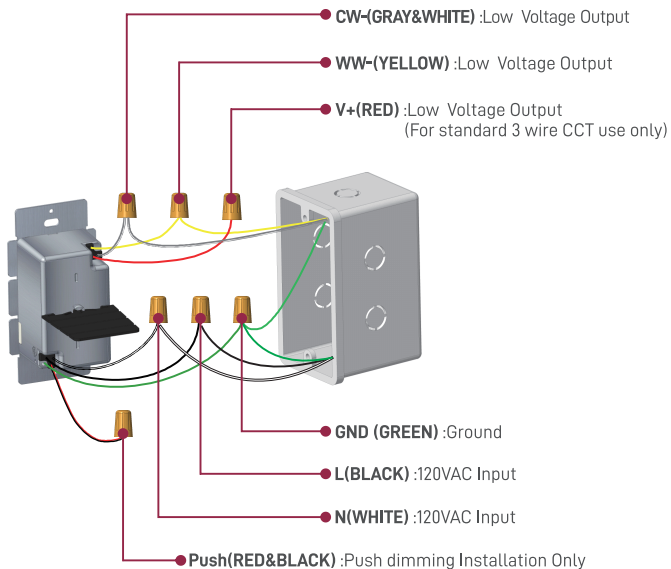 CW-(GRAY&WHITE) :Low Voltage Output
WW-(YELLOW) :Low Voltage Output
V+(RED) :Low Voltage Output
(For standard 3 wire CCT use only)
GND (GREEN) :Ground
L(BLACK) :120VAC Input
N(WHITE) :120VAC Input
Push(RED&BLACK) :Push dimming Installation Only